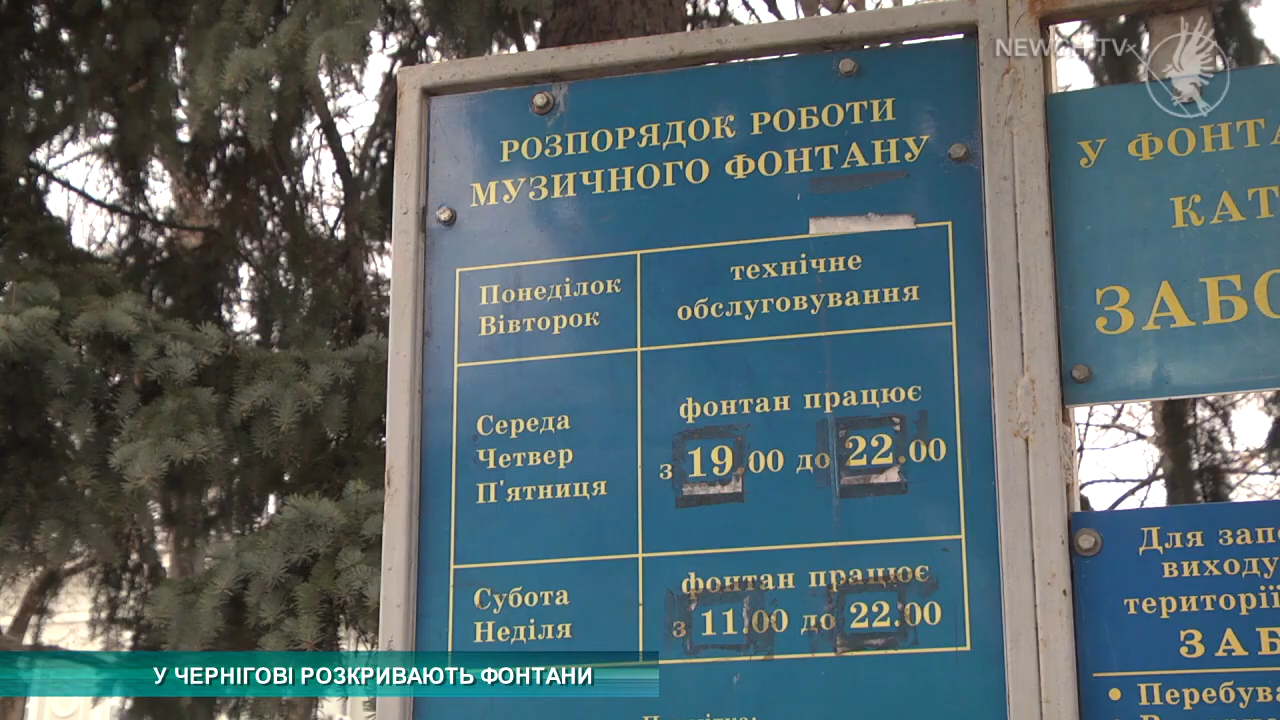 NEWCH.TV
РОЗПОРЯДОК РОБОТИ
МУЗИЧНОГО ФОНТАНУ
Понеділок
Вівторок
технічне
обслуговування
Середа
Четвер
П'ятниця
фонтан працює
з 19.00 до 22.00
Субота
Неділя
фонтан працює
з 11.00 до 22.00
У ФОНТА
КАТ
ЗАБО
Для запо
виходу
території
ЗАБ
• Перебува
У ЧЕРНІГОВІ РОЗКРИВАЮТЬ ФОНТАНИ